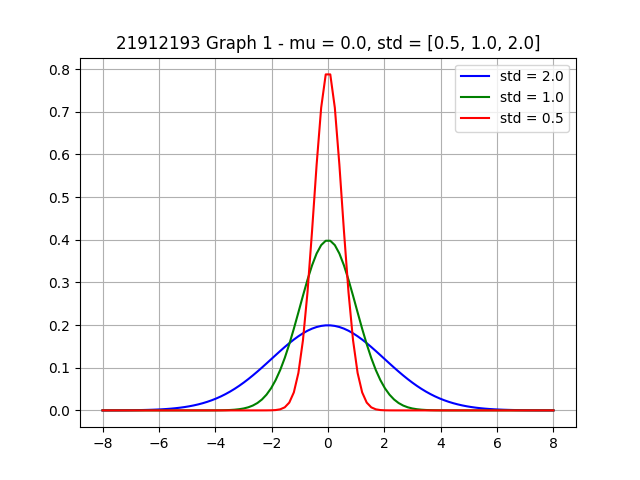 21912193 Graph 1 - mu = 0.0, std = [0.5, 1.0, 2.0]
std = 2.0
std = 1.0
std = 0.5
0.8
0.7
0.6
0.5
0.4
0.3
0.2
0.1
0.0
−8 −6 −4 −2 0 2 4 6 8